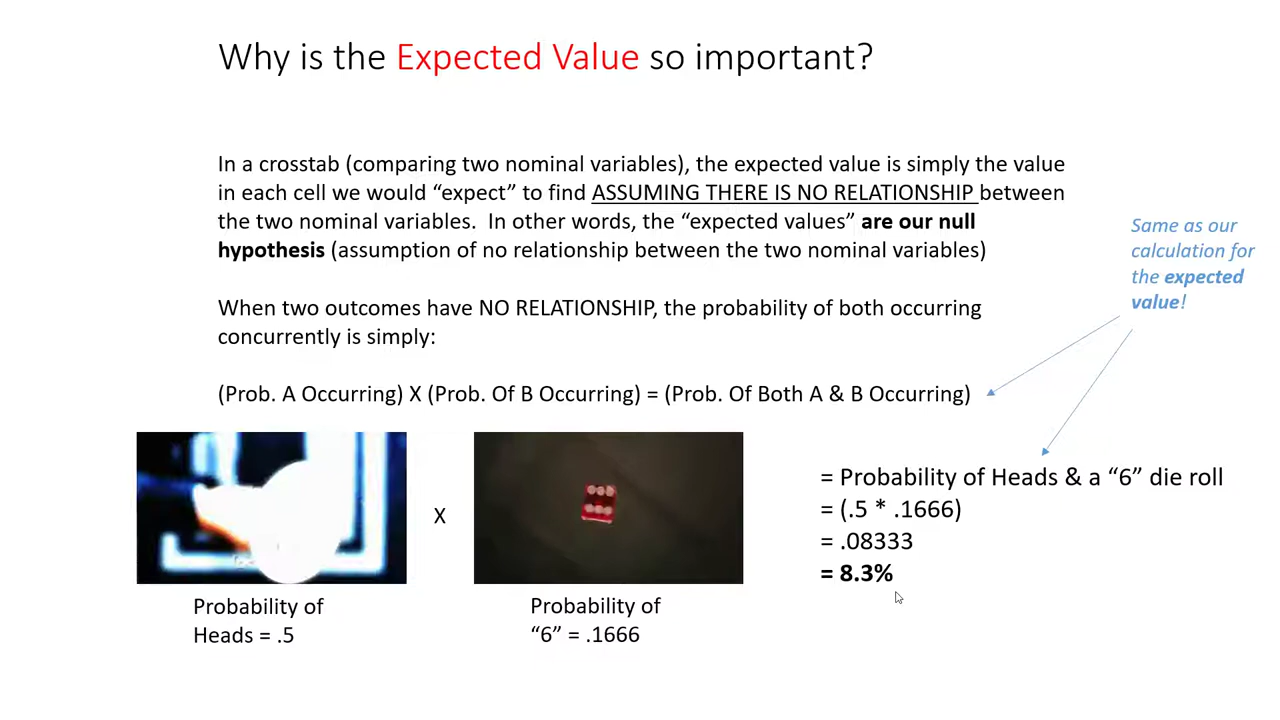 Why is the Expected Value so important?
In a crosstab (comparing two nominal variables), the expected value is simply the value
in each cell we would “expect” to find ASSUMING THERE IS NO RELATIONSHIP between
the two nominal variables. In other words, the “expected values” are our null
hypothesis (assumption of no relationship between the two nominal variables)
When two outcomes have NO RELATIONSHIP, the probability of both occurring
concurrently is simply:
(Prob. A Occurring) X (Prob. Of B Occurring) = (Prob. Of Both A & B Occurring)
Same as our
calculation for
the expected
value!
X
= Probability of Heads & a “6” die roll
= (.5 * .1666)
= .08333
= 8.3%
Probability of
Heads = .5
Probability of
“6” = .1666